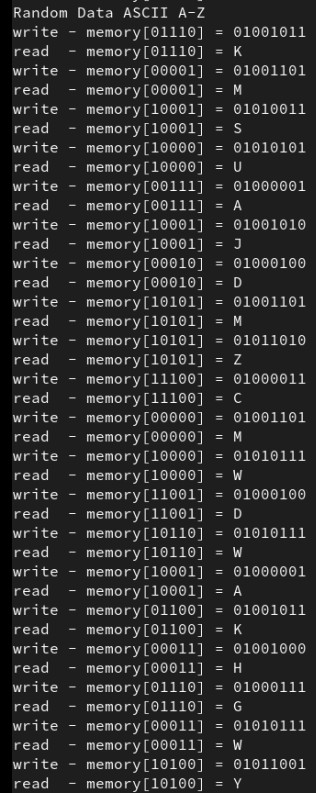 Random Data ASCII A-Z
write - memory[01110] = 01001011
read  - memory[01110] = K
write - memory[00001] = 01001101
read  - memory[00001] = M
write - memory[10001] = 01010011
read  - memory[10001] = S
write - memory[10000] = 01010101
read  - memory[10000] = U
write - memory[00111] = 01000001
read  - memory[00111] = A
write - memory[10001] = 01001010
read  - memory[10001] = J
write - memory[00010] = 01000100
read  - memory[00010] = D
write - memory[10101] = 01001101
read  - memory[10101] = M
write - memory[10101] = 01011010
read  - memory[10101] = Z
write - memory[11100] = 01000011
read  - memory[11100] = C
write - memory[00000] = 01001101
read  - memory[00000] = M
write - memory[10000] = 01010111
read  - memory[10000] = W
write - memory[11001] = 01000100
read  - memory[11001] = D
write - memory[10110] = 01010111
read  - memory[10110] = W
write - memory[10001] = 01000001
read  - memory[10001] = A
write - memory[01100] = 01001011
read  - memory[01100] = K
write - memory[00011] = 01001000
read  - memory[00011] = H
write - memory[01110] = 01000111
read  - memory[01110] = G
write - memory[00011] = 01010111
read  - memory[00011] = W
write - memory[10100] = 01011001
read  - memory[10100] = Y